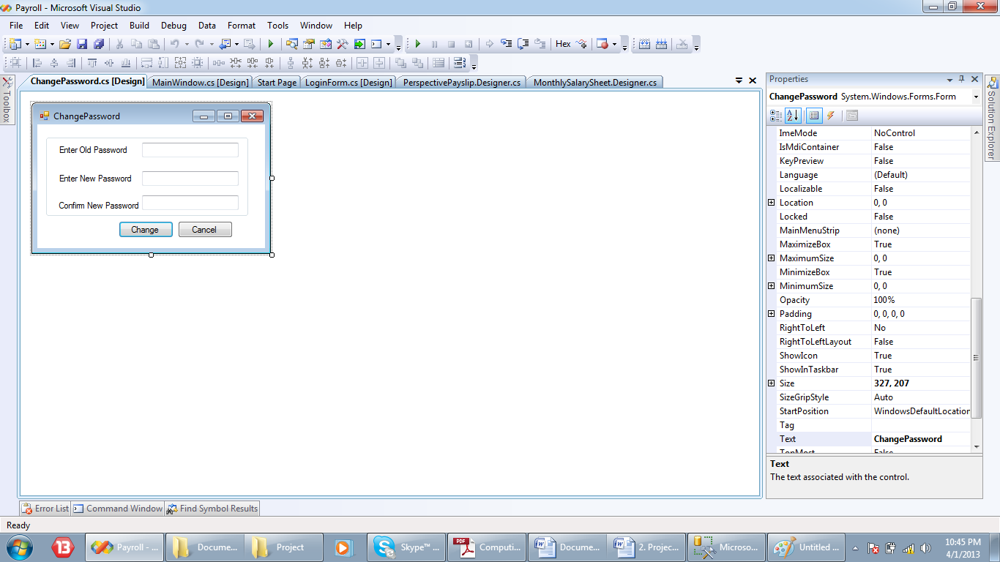 Payroll - Microsoft Visual Studio
File Edit View Project Build Debug Data Format Tools Window Help
Hex
ChangePassword.cs [Design] MainWindow.cs [Design] Start Page LoginForm.cs [Design] PerspectivePayslip.Designer.cs MonthlySalarySheet.Designer.cs
Toolbox
ChangePassword
Enter Old Password
Enter New Password
Confirm New Password
Change Cancel
Properties
ChangePassword System.Windows.Forms.Form
ImeMode NoControl
IsMdiContainer False
KeyPreview False
Language (Default)
Localizable False
Location 0, 0
Locked False
MainMenuStrip (none)
MaximizeBox True
MaximumSize 0, 0
MinimizeBox True
MinimumSize 0, 0
Opacity 100%
Padding 0, 0, 0, 0
RightToLeft No
RightToLeftLayout False
ShowIcon True
ShowInTaskbar True
Size 327, 207
SizeGripStyle Auto
StartPosition WindowsDefaultLocation
Tag
Text ChangePassword
TopMost False
Text
The text associated with the control.
Solution Explorer
Error List Command Window Find Symbol Results
Ready
13 Payroll - ... Docume... Project Skype™ ... PDF Computi... Docume... 2. Projec... Microso... Untitled ... 10:45 PM
4/1/2013